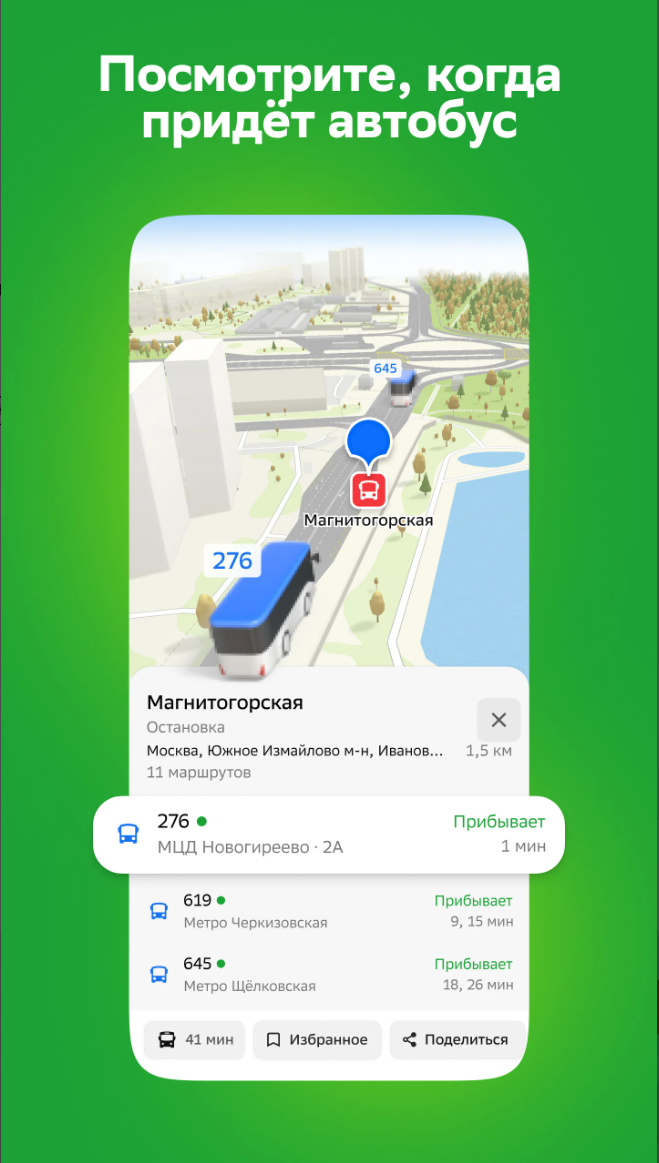 Посмотрите, когда
придёт автобус
645
Магнитогорская
276
Магнитогорская
Остановка
Москва, Южное Измайлово м-н, Иванов... 1,5 км
11 маршрутов
276 Прибывает
МЦД Новогиреево · 2А 1 мин
619 Прибывает
Метро Черкизовская 9, 15 мин
645 Прибывает
Метро Щёлковская 18, 26 мин
41 мин Избранное Поделиться